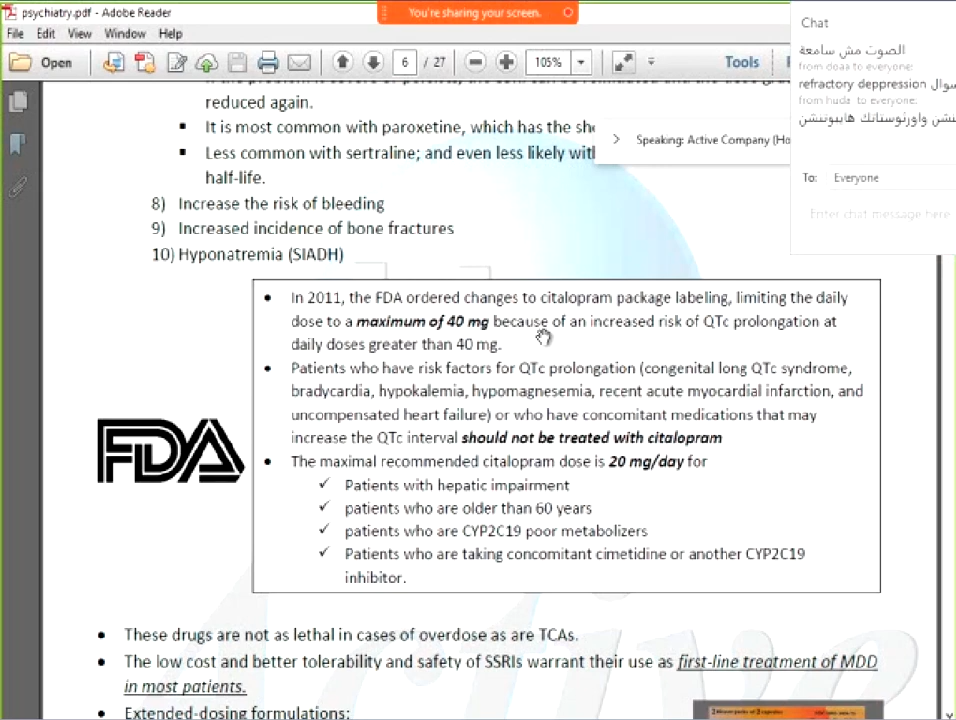 psychiatry.pdf - Adobe Reader
You're sharing your screen.
File Edit View Window Help
Open
6 / 27
105%
Tools
Chat
الصوت مش سامعة
from doaa to everyone:
refractory deppression سوال
from huda to everyone:
واورثوستاتك هايبوتنشن
Speaking: Active Company (Ho
To: Everyone
Enter chat message here
reduced again.
▪ It is most common with paroxetine, which has the sho
▪ Less common with sertraline; and even less likely with
half-life.
8) Increase the risk of bleeding
9) Increased incidence of bone fractures
10) Hyponatremia (SIADH)
• In 2011, the FDA ordered changes to citalopram package labeling, limiting the daily
dose to a maximum of 40 mg because of an increased risk of QTc prolongation at
daily doses greater than 40 mg.
• Patients who have risk factors for QTc prolongation (congenital long QTc syndrome,
bradycardia, hypokalemia, hypomagnesemia, recent acute myocardial infarction, and
uncompensated heart failure) or who have concomitant medications that may
increase the QTc interval should not be treated with citalopram
FDA
• The maximal recommended citalopram dose is 20 mg/day for
✓ Patients with hepatic impairment
✓ patients who are older than 60 years
✓ patients who are CYP2C19 poor metabolizers
✓ Patients who are taking concomitant cimetidine or another CYP2C19
inhibitor.
• These drugs are not as lethal in cases of overdose as are TCAs.
• The low cost and better tolerability and safety of SSRIs warrant their use as first-line treatment of MDD
in most patients.
• Extended-dosing formulations:
Active